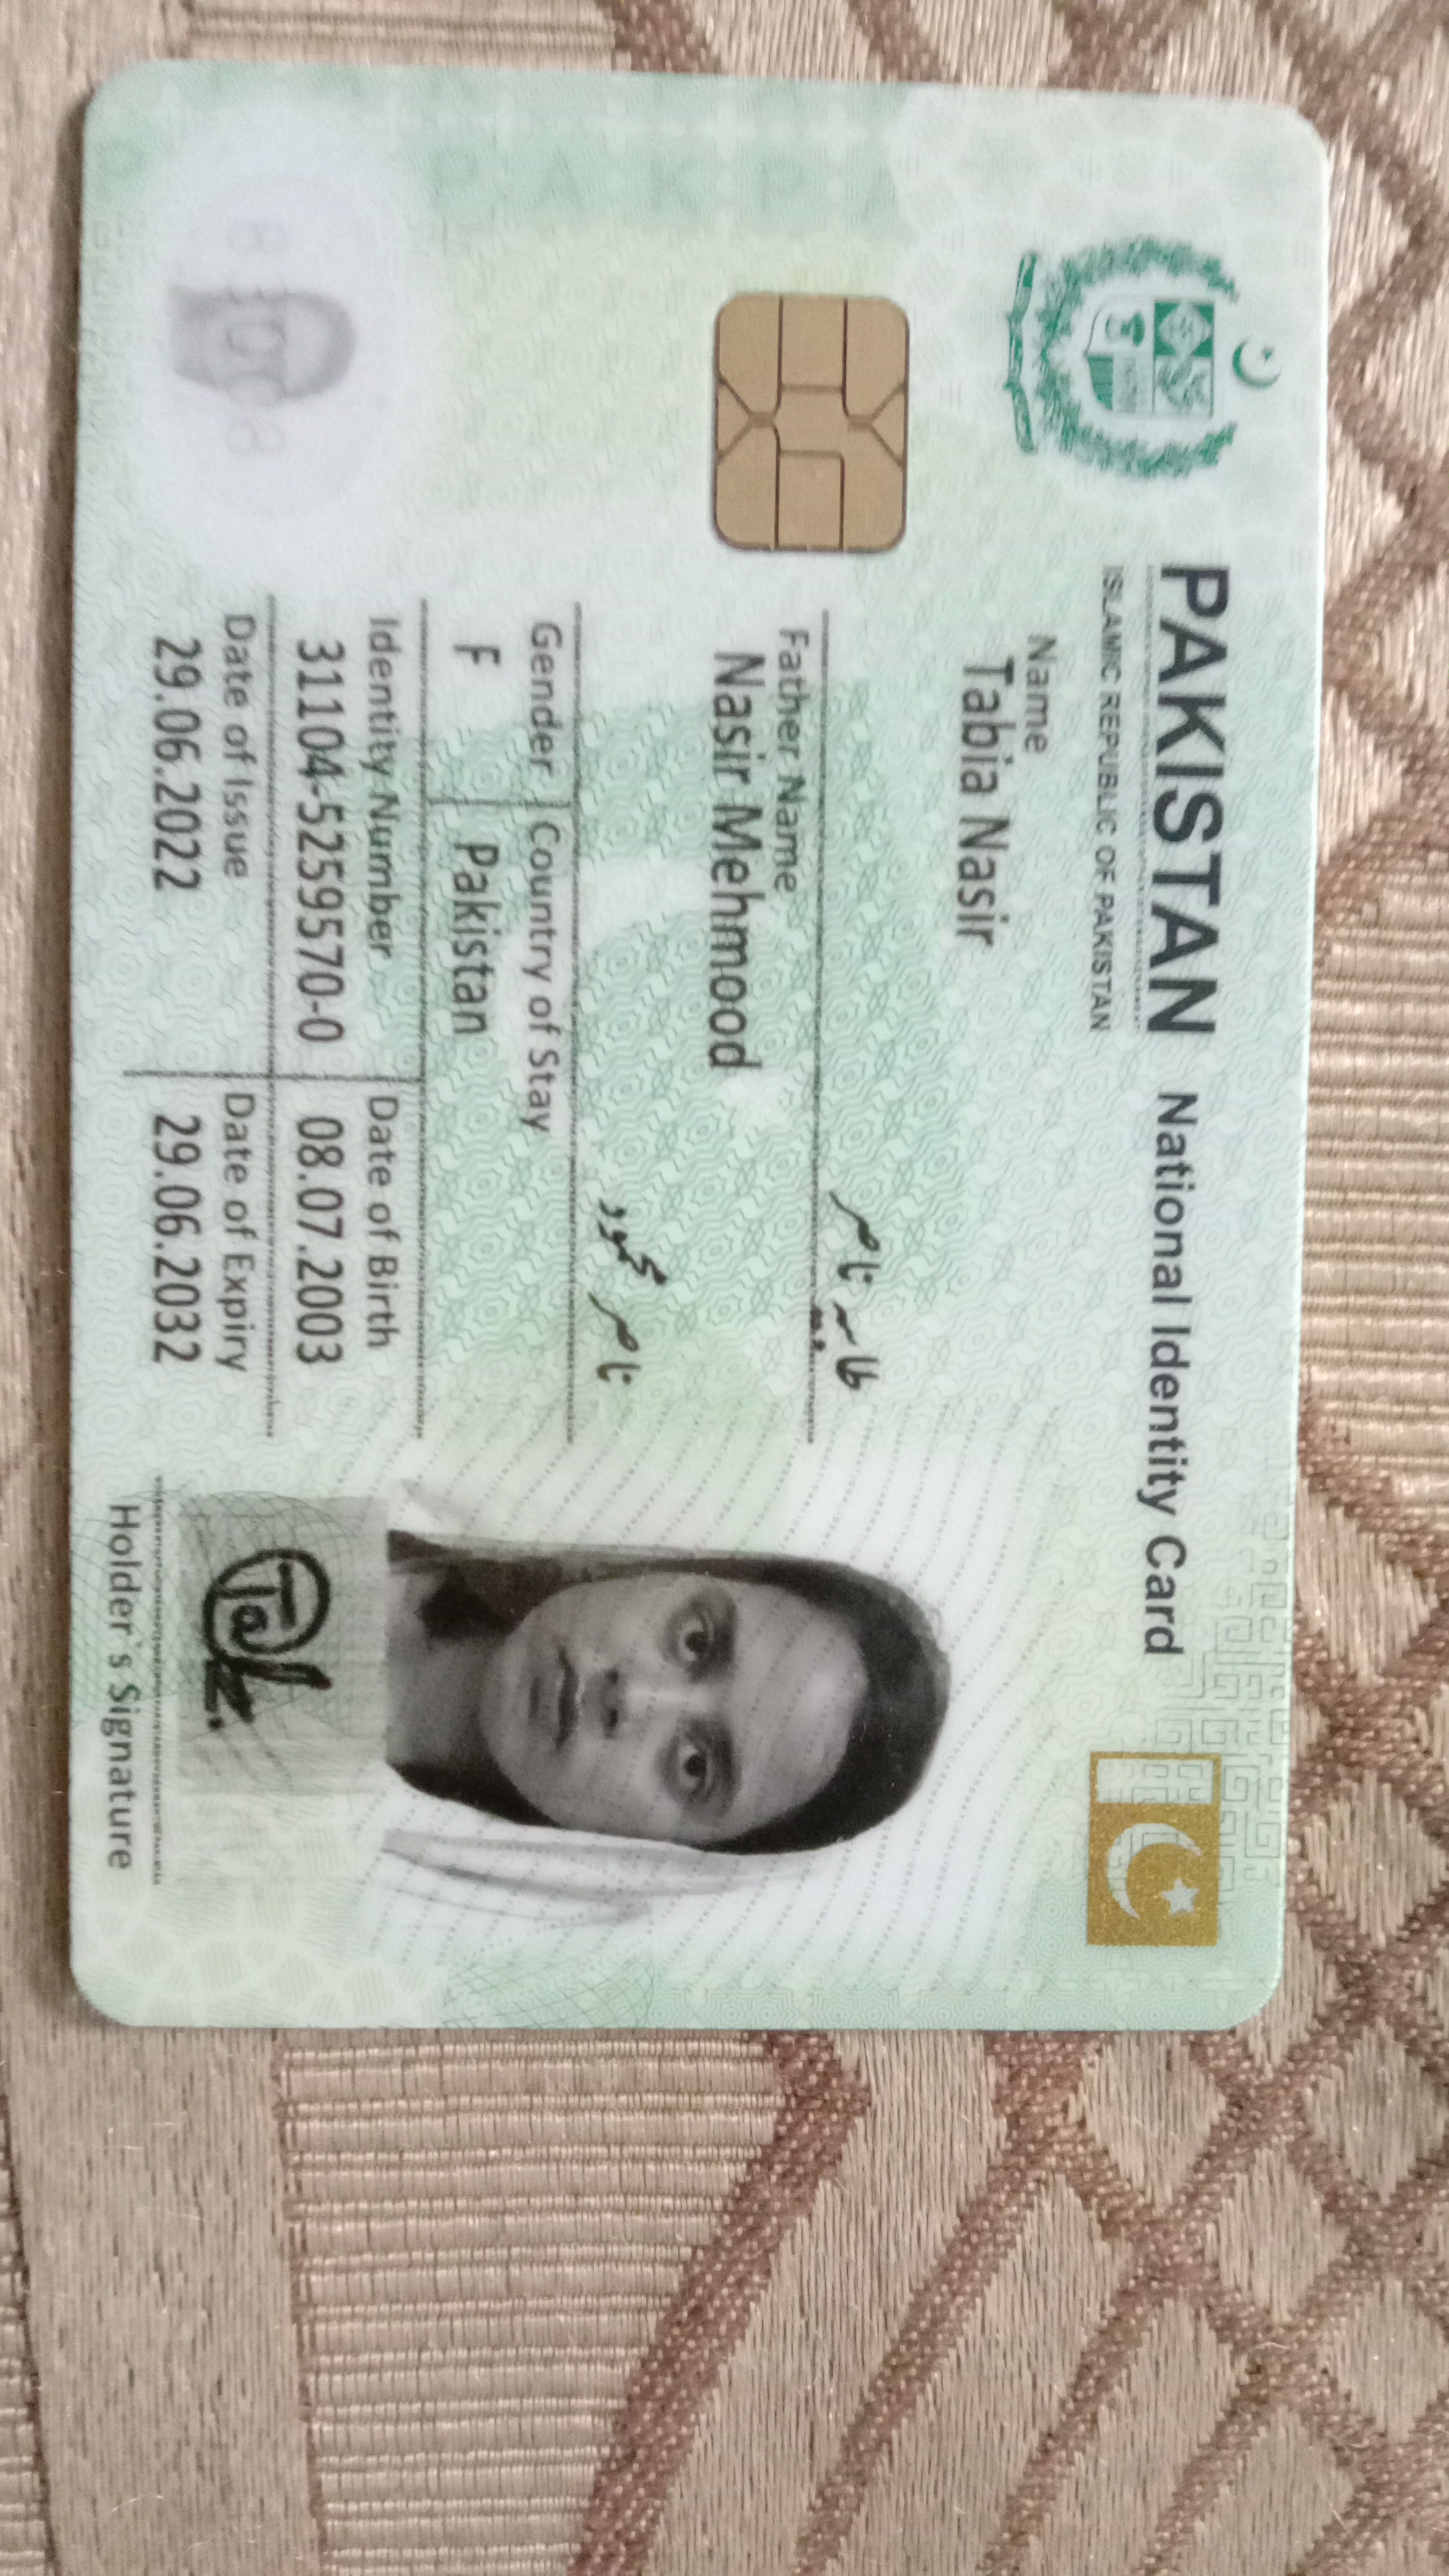 PAKISTAN National Identity Card
ISLAMIC REPUBLIC OF PAKISTAN
Name
Tabia Nasir
طابیہ ناصر
Father Name
Nasir Mehmood
ناصر محمود
Gender Country of Stay
F Pakistan
Identity Number Date of Birth
31104-5259570-0 08.07.2003
Date of Issue Date of Expiry
29.06.2022 29.06.2032
Holder's Signature